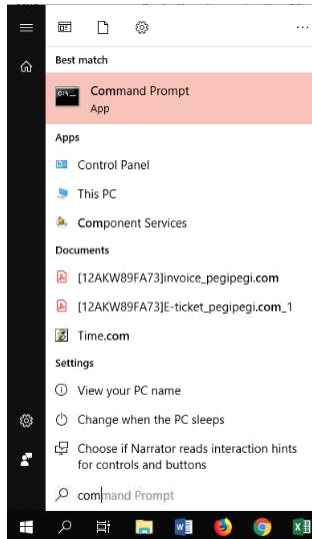 Best match
Command Prompt
App
Apps
Control Panel
This PC
Component Services
Documents
[12AKW89FA73]invoice_pegipegi.com
[12AKW89FA73]E-ticket_pegipegi.com_1
Time.com
Settings
View your PC name
Change when the PC sleeps
Choose if Narrator reads interaction hints
for controls and buttons
command Prompt